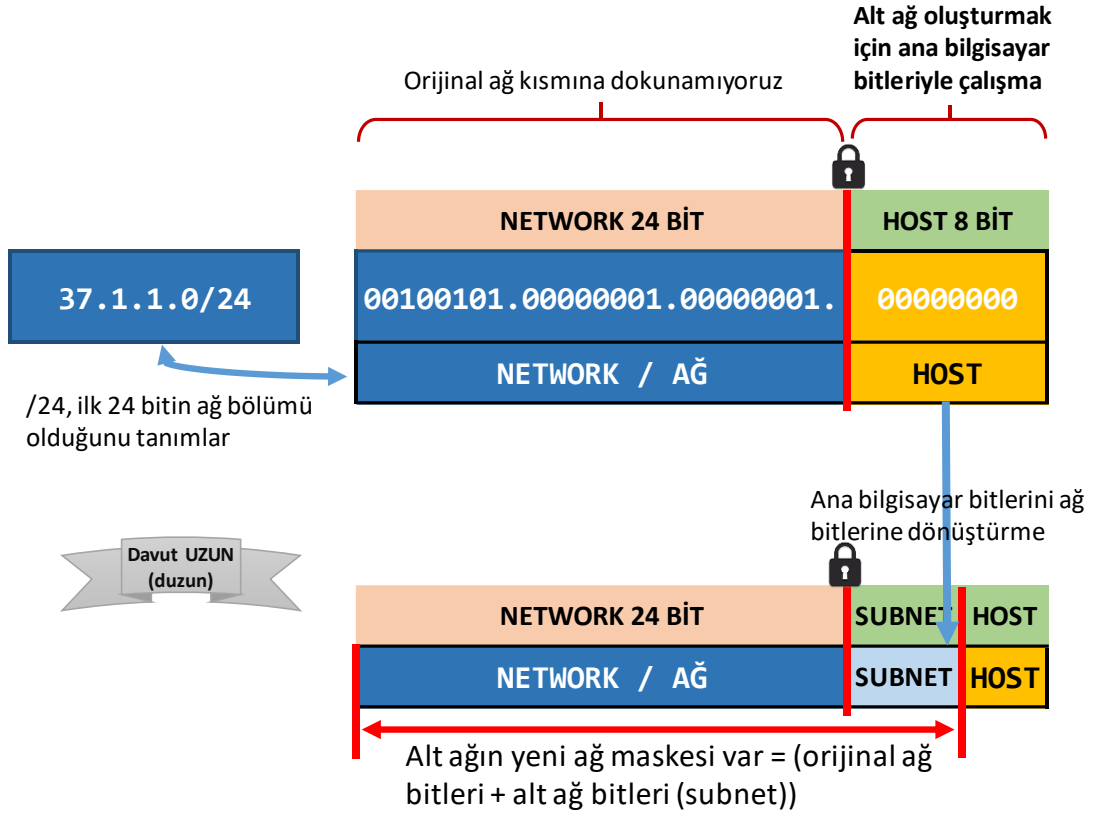 Alt ağ oluşturmak
için ana bilgisayar
bitleriyle çalışma
Orijinal ağ kısmına dokunamıyoruz
NETWORK 24 BİT
HOST 8 BİT
37.1.1.0/24
00100101.00000001.00000001.
00000000
NETWORK / AĞ
HOST
/24, ilk 24 bitin ağ bölümü
olduğunu tanımlar
Ana bilgisayar bitlerini ağ
bitlerine dönüştürme
Davut UZUN
(duzun)
NETWORK 24 BİT
SUBNET
HOST
NETWORK / AĞ
SUBNET
HOST
Alt ağın yeni ağ maskesi var = (orijinal ağ
bitleri + alt ağ bitleri (subnet))